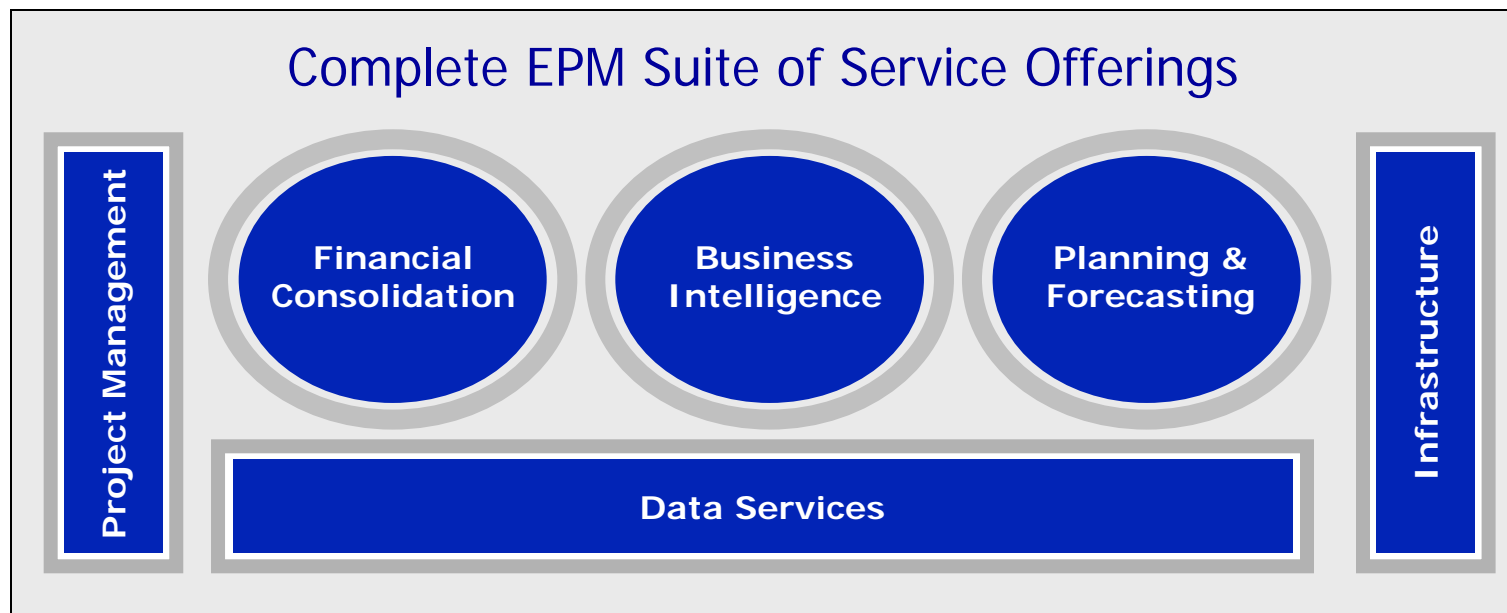 Complete EPM Suite of Service Offerings
Project Management
Financial
Consolidation
Business
Intelligence
Planning &
Forecasting
Infrastructure
Data Services